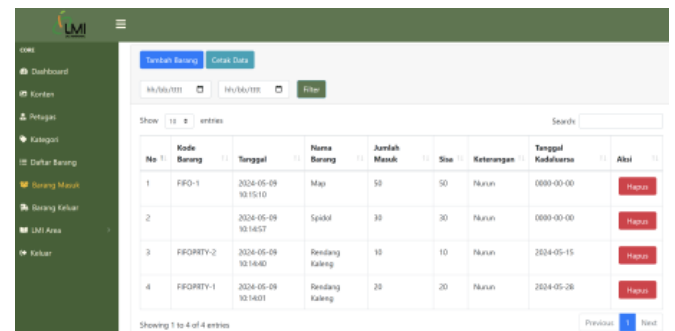 LMI
CORE
Dashboard
Konten
Petugas
Kategori
Daftar Barang
Barang Masuk
Barang Keluar
LMI Area
Keluar
Tambah Barang Cetak Data
hh/bb/tttt hh/bb/tttt Filter
Show 10 entries Search:
No Kode Barang Tanggal Nama Barang Jumlah Masuk Sisa Keterangan Tanggal Kadaluarsa Aksi
1 FIFO-1 2024-05-09 10:15:10 Map 50 50 Nurun 0000-00-00 Hapus
2 2024-05-09 10:14:57 Spidol 30 30 Nurun 0000-00-00 Hapus
3 FIFOPRTY-2 2024-05-09 10:14:40 Rendang Kaleng 10 10 Nurun 2024-05-15 Hapus
4 FIFOPRTY-1 2024-05-09 10:14:01 Rendang Kaleng 20 20 Nurun 2024-05-28 Hapus
Showing 1 to 4 of 4 entries Previous 1 Next